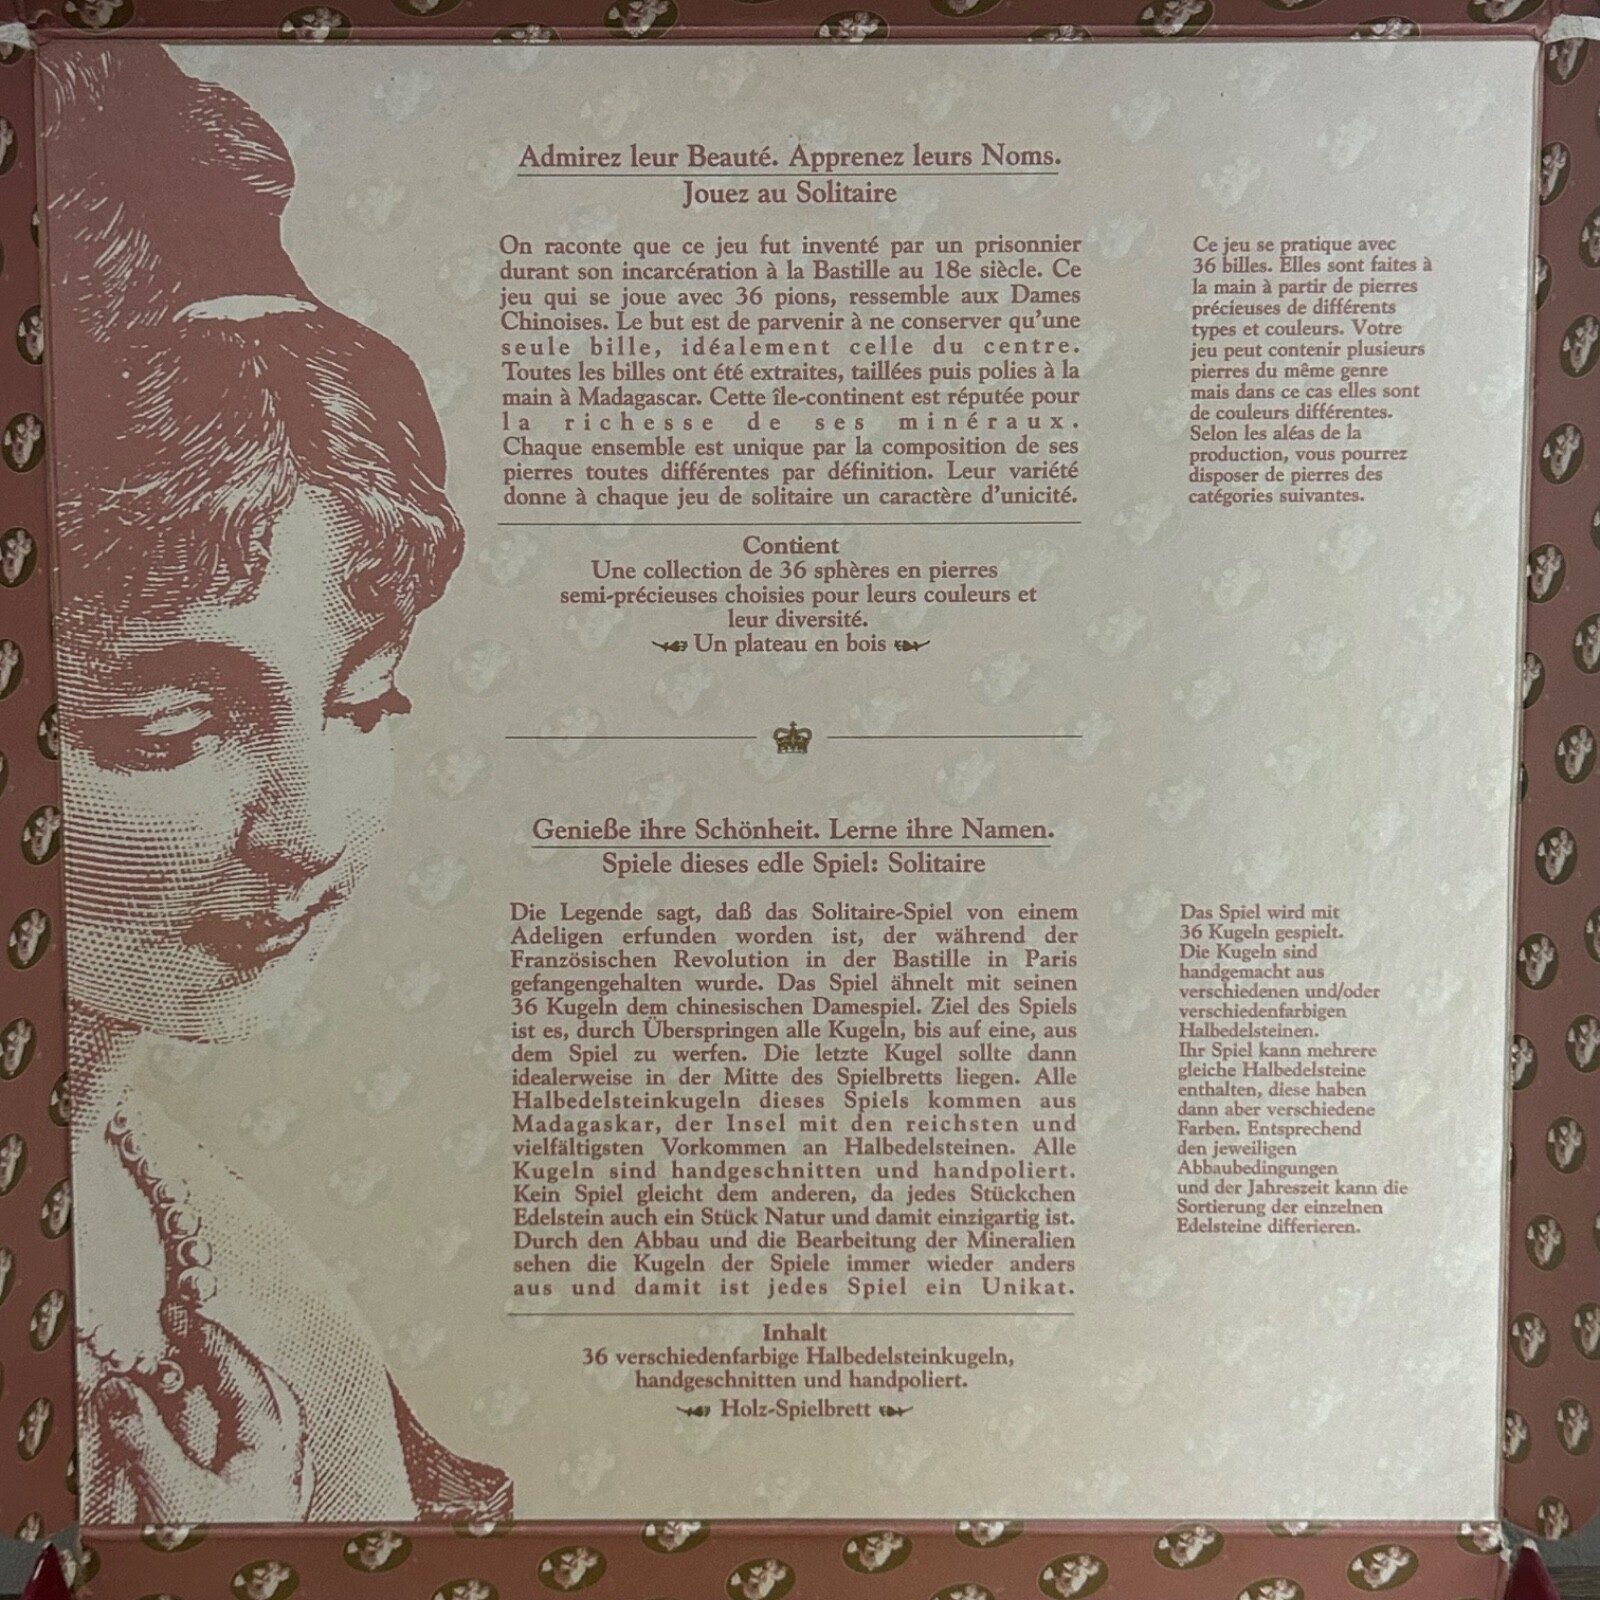 Admirez leur Beauté. Apprenez leurs Noms.
Jouez au Solitaire
On raconte que ce jeu fut inventé par un prisonnier
durant son incarcération à la Bastille au 18e siècle. Ce
jeu qui se joue avec 36 pions, ressemble aux Dames
Chinoises. Le but est de parvenir à ne conserver qu'une
seule bille, idéalement celle du centre.
Toutes les billes ont été extraites, taillées puis polies à la
main à Madagascar. Cette île-continent est réputée pour
la richesse de ses minéraux.
Chaque ensemble est unique par la composition de ses
pierres toutes différentes par définition. Leur variété
donne à chaque jeu de solitaire un caractère d'unicité.
Contient
Une collection de 36 sphères en pierres
semi-précieuses choisies pour leurs couleurs et
leur diversité.
Un plateau en bois
Ce jeu se pratique avec
36 billes. Elles sont faites à
la main à partir de pierres
précieuses de différents
types et couleurs. Votre
jeu peut contenir plusieurs
pierres du même genre
mais dans ce cas elles sont
de couleurs différentes.
Selon les aléas de la
production, vous pourrez
disposer de pierres des
catégories suivantes.
Genieße ihre Schönheit. Lerne ihre Namen.
Spiele dieses edle Spiel: Solitaire
Die Legende sagt, daß das Solitaire-Spiel von einem
Adeligen erfunden worden ist, der während der
Französischen Revolution in der Bastille in Paris
gefangengehalten wurde. Das Spiel ähnelt mit seinen
36 Kugeln dem chinesischen Damespiel. Ziel des Spiels
ist es, durch Überspringen alle Kugeln, bis auf eine, aus
dem Spiel zu werfen. Die letzte Kugel sollte dann
idealerweise in der Mitte des Spielbretts liegen. Alle
Halbedelsteinkugeln dieses Spiels kommen aus
Madagaskar, der Insel mit den reichsten und
vielfältigsten Vorkommen an Halbedelsteinen. Alle
Kugeln sind handgeschnitten und handpoliert.
Kein Spiel gleicht dem anderen, da jedes Stückchen
Edelstein auch ein Stück Natur und damit einzigartig ist.
Durch den Abbau und die Bearbeitung der Mineralien
sehen die Kugeln der Spiele immer wieder anders
aus und damit ist jedes Spiel ein Unikat.
Inhalt
36 verschiedenfarbige Halbedelsteinkugeln,
handgeschnitten und handpoliert.
Holz-Spielbrett
Das Spiel wird mit
36 Kugeln gespielt.
Die Kugeln sind
handgemacht aus
verschiedenen und/oder
verschiedenfarbigen
Halbedelsteinen.
Ihr Spiel kann mehrere
gleiche Halbedelsteine
enthalten, diese haben
dann aber verschiedene
Farben. Entsprechend
den jeweiligen
Abbaubedingungen
und der Jahreszeit kann die
Sortierung der einzelnen
Edelsteine differieren.